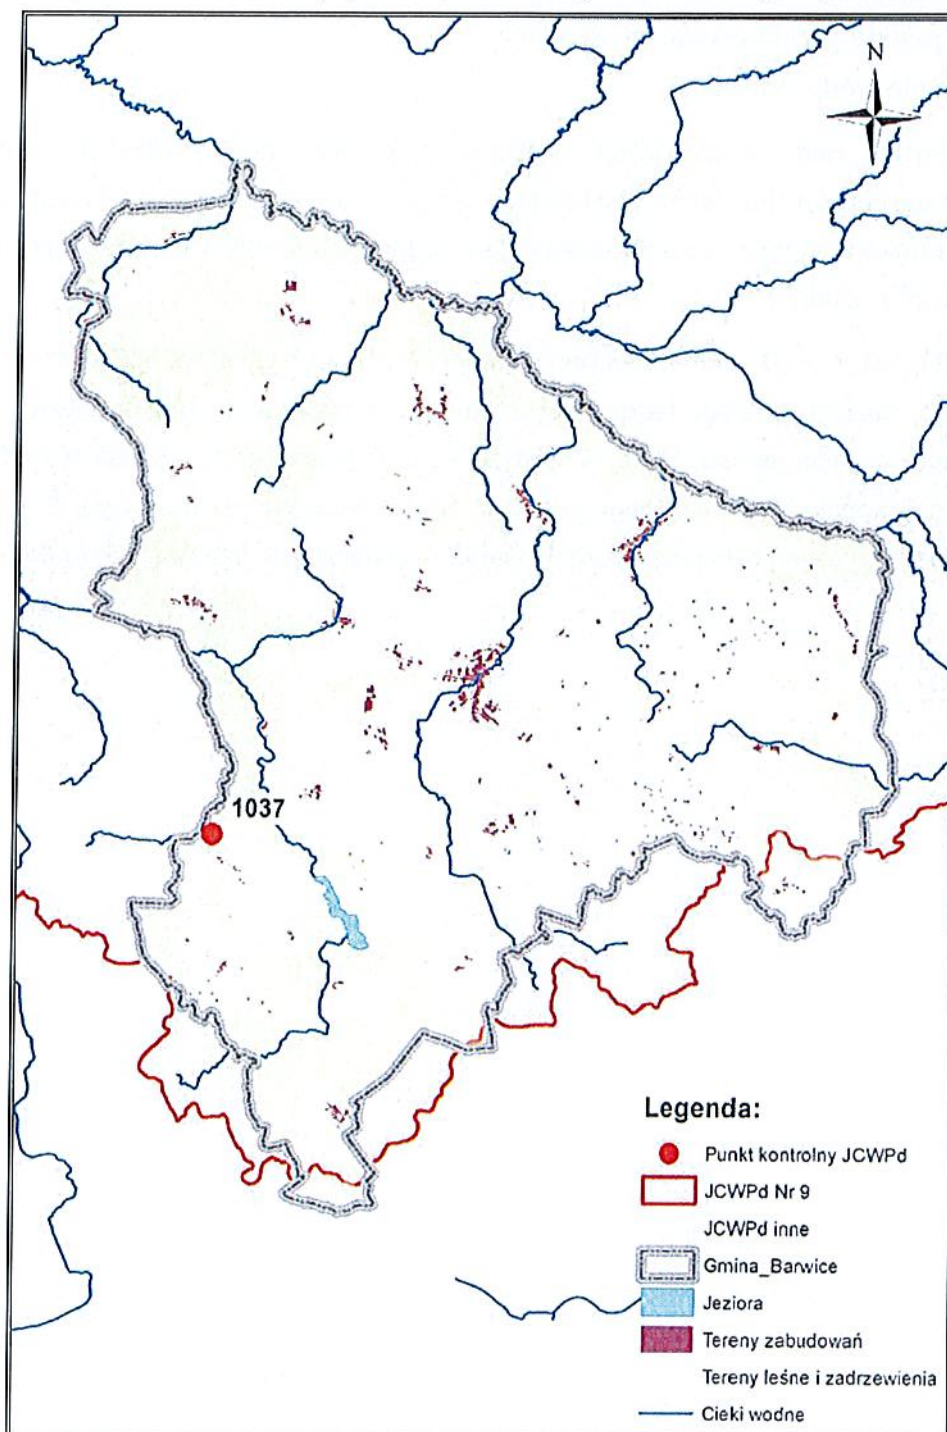 N
1037
Legenda:
Punkt kontrolny JCWPd
JCWPd Nr 9
JCWPd inne
Gmina_Barwice
Jeziora
Tereny zabudowań
Tereny leśne i zadrzewienia
Cieki wodne